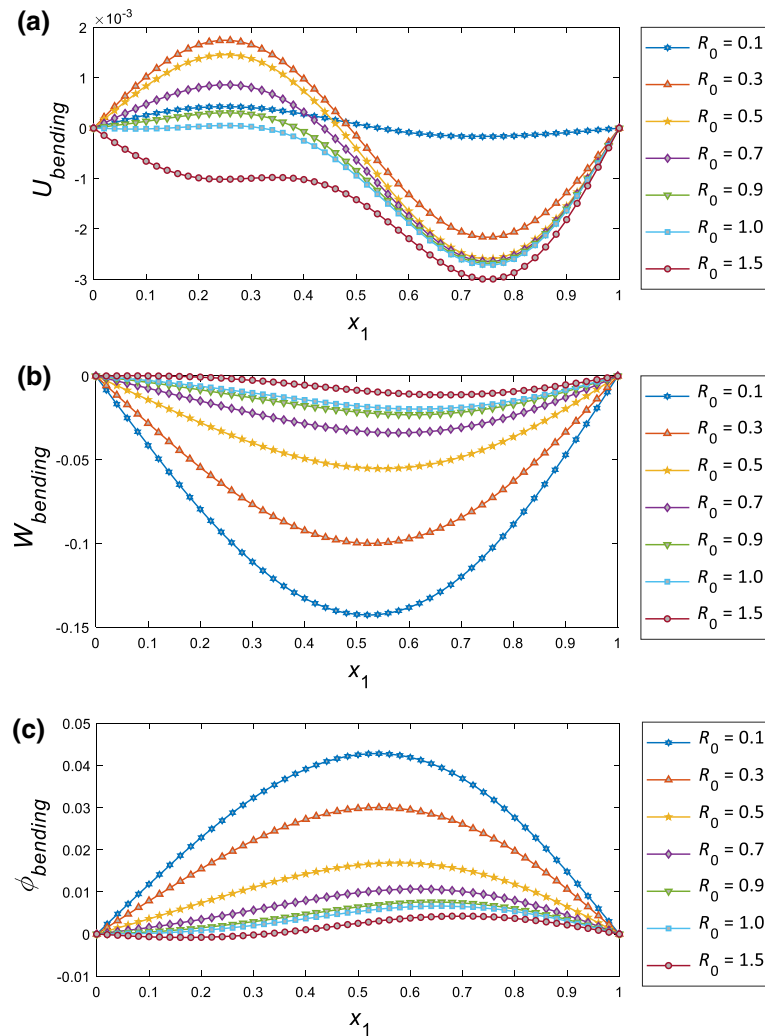 (a)
×10-3
2
1
0
-1
-2
-3
Ubending
0 0.1 0.2 0.3 0.4 0.5 0.6 0.7 0.8 0.9 1
x1
R0 = 0.1
R0 = 0.3
R0 = 0.5
R0 = 0.7
R0 = 0.9
R0 = 1.0
R0 = 1.5
(b)
0
-0.05
-0.1
-0.15
Wbending
0 0.1 0.2 0.3 0.4 0.5 0.6 0.7 0.8 0.9 1
x1
R0 = 0.1
R0 = 0.3
R0 = 0.5
R0 = 0.7
R0 = 0.9
R0 = 1.0
R0 = 1.5
(c)
0.05
0.04
0.03
0.02
0.01
0
-0.01
ϕbending
0 0.1 0.2 0.3 0.4 0.5 0.6 0.7 0.8 0.9 1
x1
R0 = 0.1
R0 = 0.3
R0 = 0.5
R0 = 0.7
R0 = 0.9
R0 = 1.0
R0 = 1.5